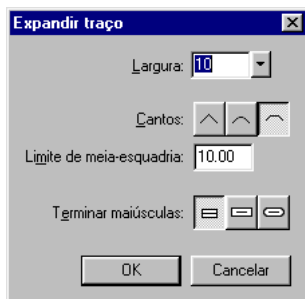 Expandir traço
Largura: 10
Cantos:
Limite de meia-esquadria: 10.00
Terminar maiúsculas:
OK Cancelar